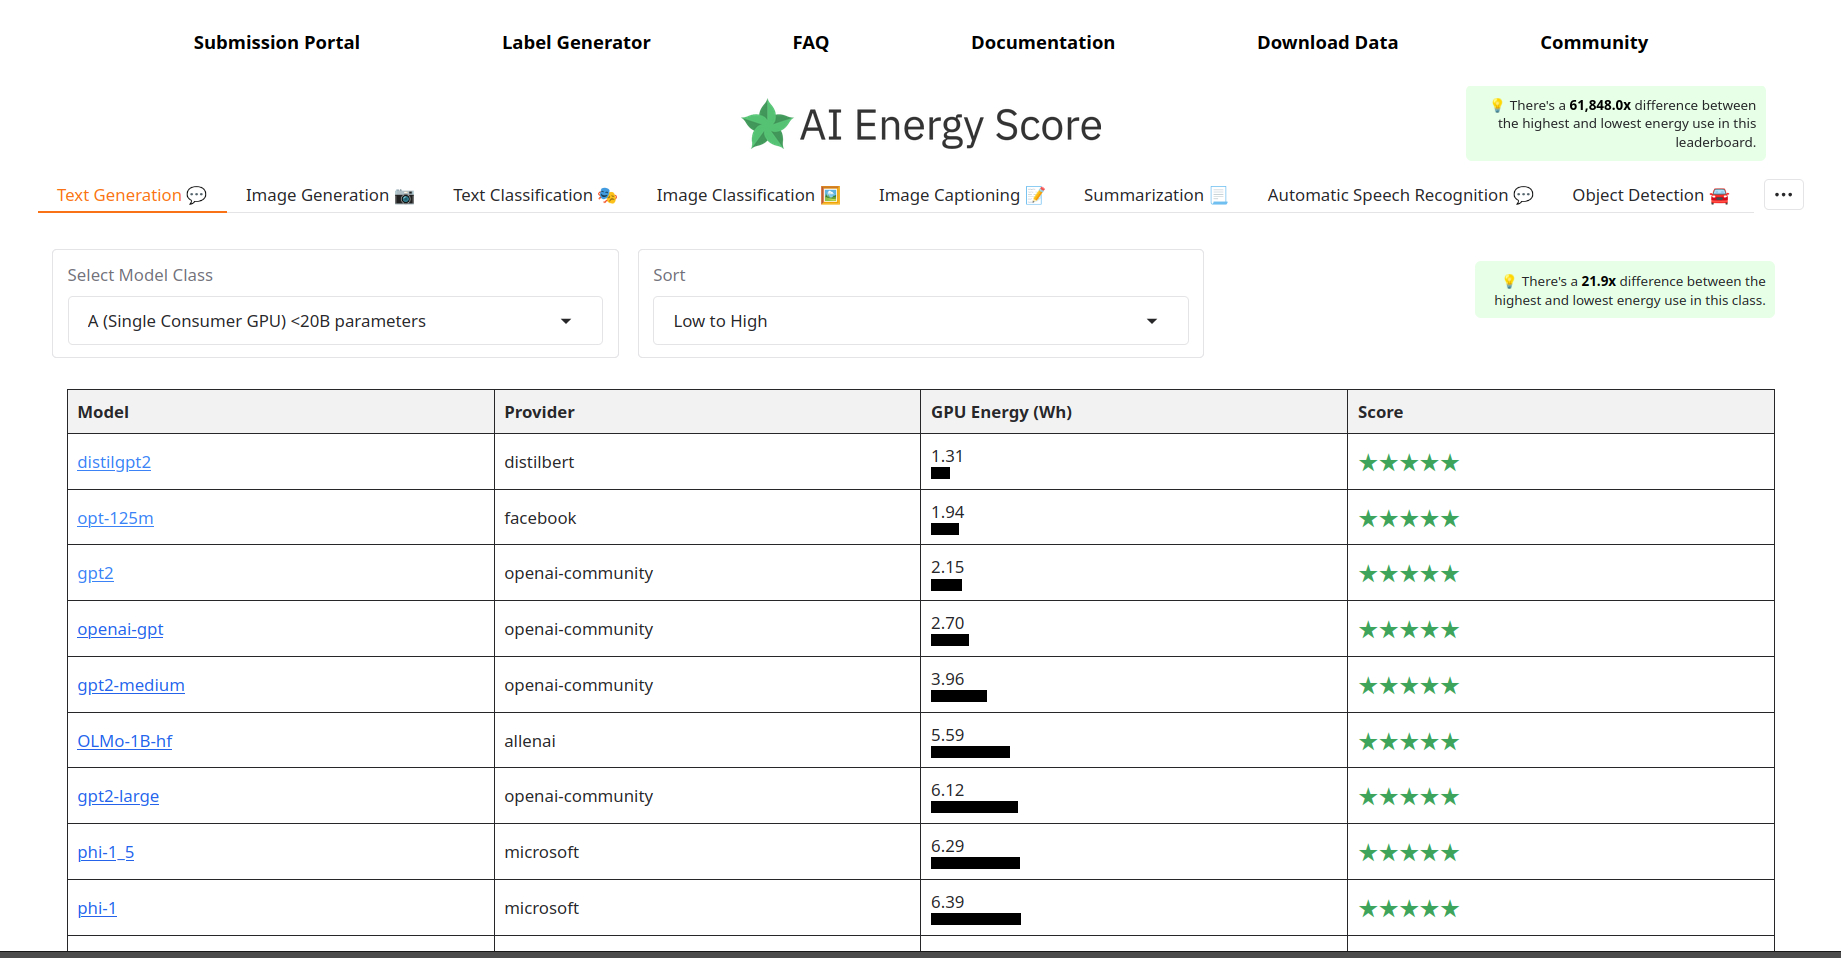 Submission Portal Label Generator FAQ Documentation Download Data Community
AI Energy Score
💡 There's a 61,848.0x difference between
the highest and lowest energy use in this
leaderboard.
Text Generation 💬 Image Generation 📷 Text Classification 🎭 Image Classification 🖼️ Image Captioning 📝 Summarization 📃 Automatic Speech Recognition 💬 Object Detection 🚘 ...
Select Model Class
A (Single Consumer GPU) <20B parameters
Sort
Low to High
💡 There's a 21.9x difference between the
highest and lowest energy use in this class.
Model Provider GPU Energy (Wh) Score
distilgpt2 distilbert 1.31 ★★★★★
opt-125m facebook 1.94 ★★★★★
gpt2 openai-community 2.15 ★★★★★
openai-gpt openai-community 2.70 ★★★★★
gpt2-medium openai-community 3.96 ★★★★★
OLMo-1B-hf allenai 5.59 ★★★★★
gpt2-large openai-community 6.12 ★★★★★
phi-1_5 microsoft 6.29 ★★★★★
phi-1 microsoft 6.39 ★★★★★